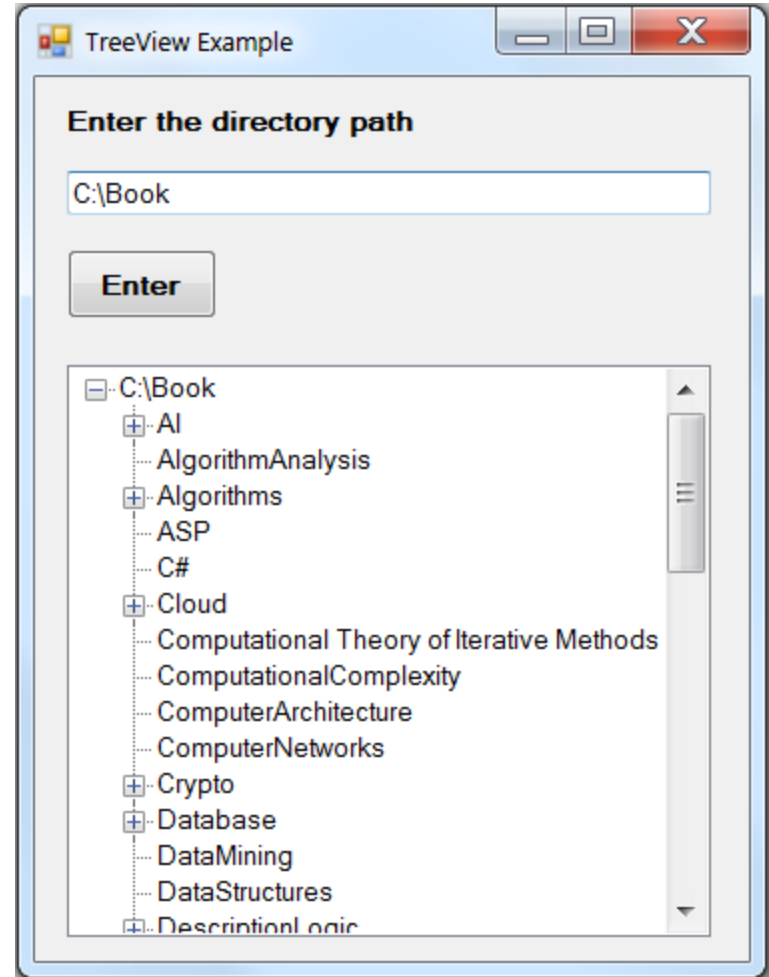 TreeView Example
Enter the directory path
C:\Book
Enter
C:\Book
AI
AlgorithmAnalysis
Algorithms
ASP
C#
Cloud
Computational Theory of Iterative Methods
ComputationalComplexity
ComputerArchitecture
ComputerNetworks
Crypto
Database
DataMining
DataStructures
DescriptionLogic